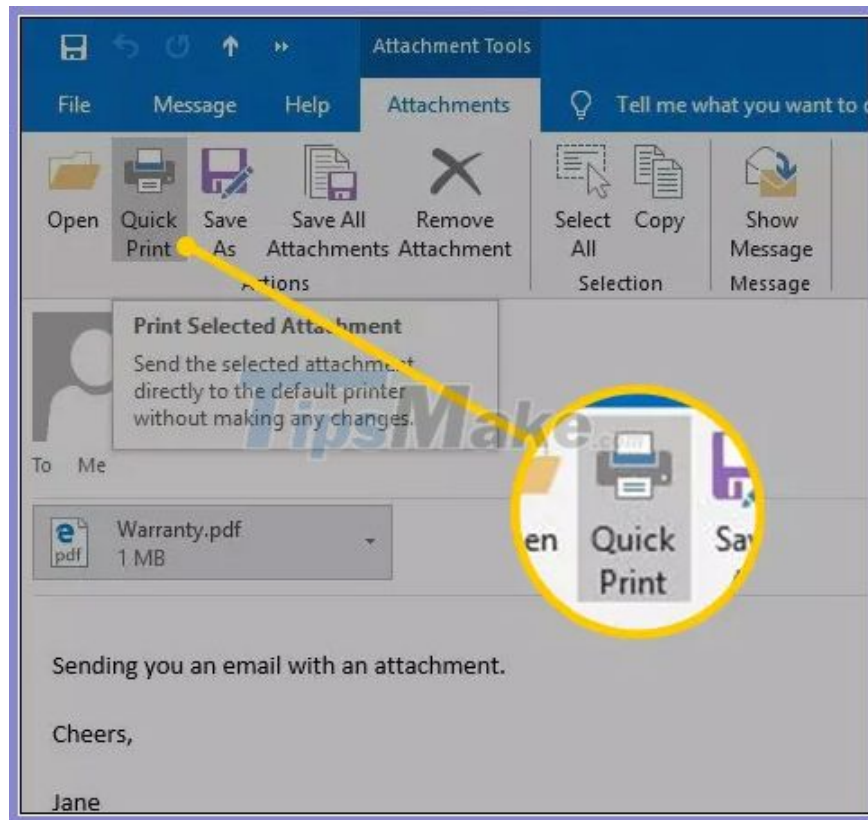 Attachment Tools
File Message Help Attachments Tell me what you want to
Open Quick Print Save As Save All Attachments Remove Attachment Select All Copy Show Message
Actions Selection Message
Print Selected Attachment
Send the selected attachment
directly to the default printer
without making any changes.
TipsMake.com
To Me
Warranty.pdf
pdf 1 MB
en Quick Print Sav
Sending you an email with an attachment.
Cheers,
Jane